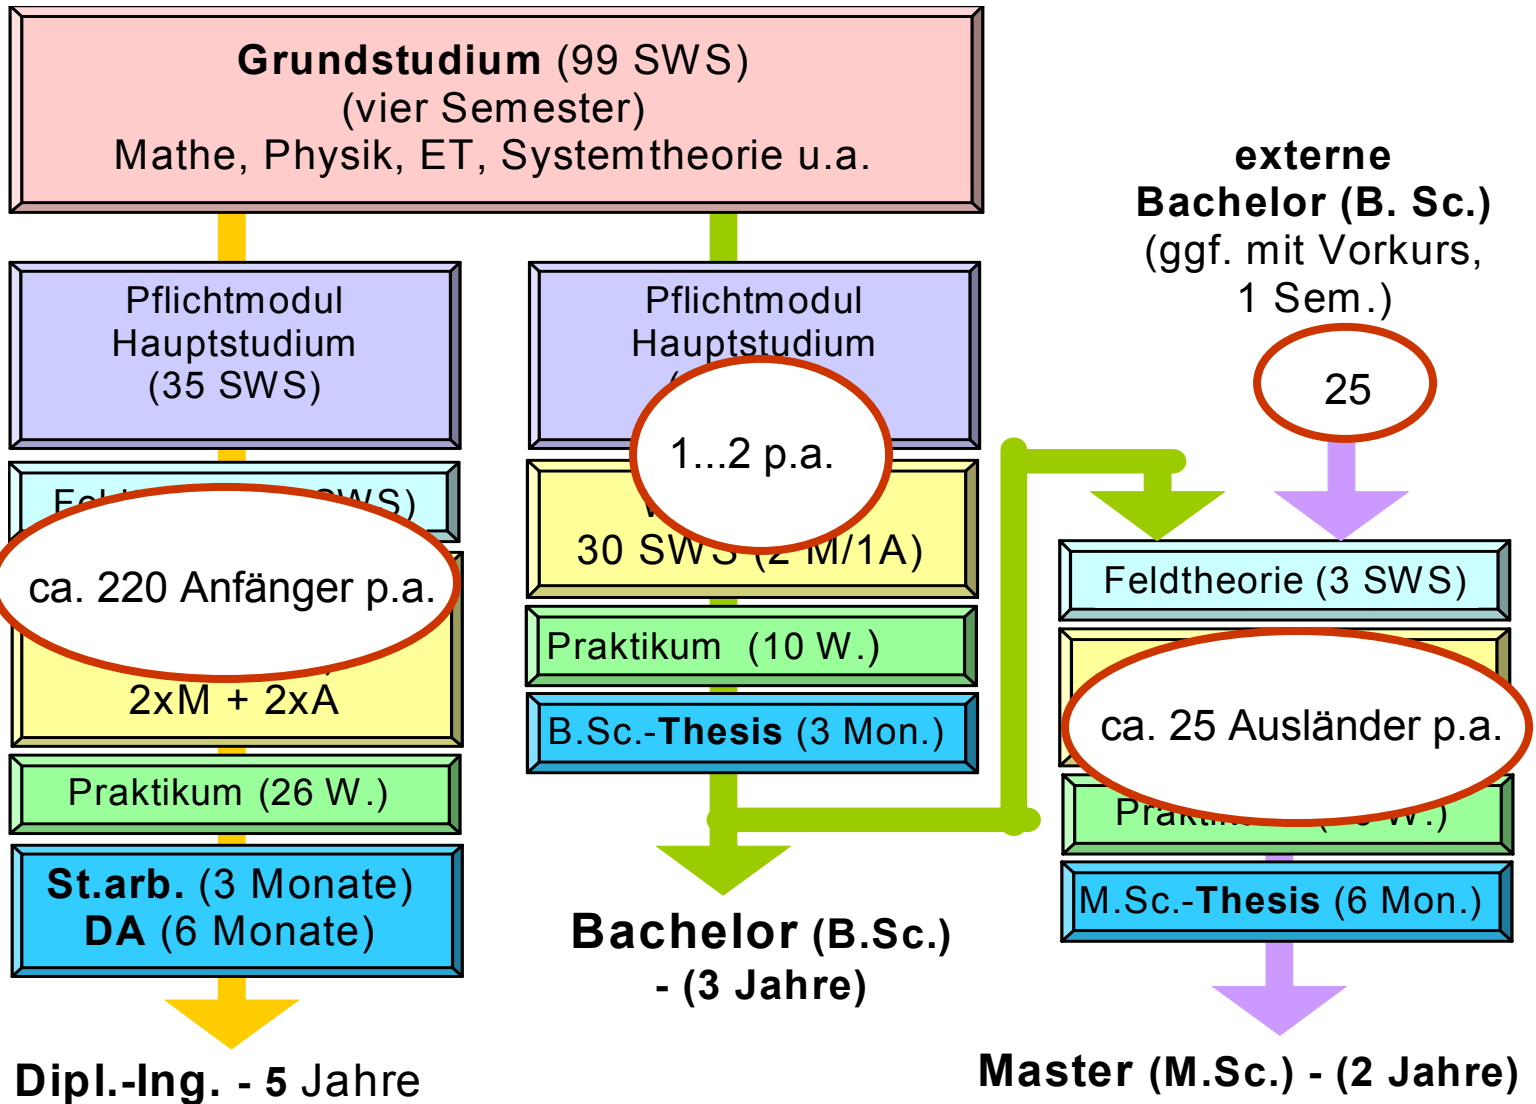 Grundstudium (99 SWS)
(vier Semester)
Mathe, Physik, ET, Systemtheorie u.a.
Pflichtmodul
Hauptstudium
(35 SWS)
SWS)
ca. 220 Anfänger p.a.
2xM + 2xA
Praktikum (26 W.)
St.arb. (3 Monate)
DA (6 Monate)
Dipl.-Ing. - 5 Jahre
Pflichtmodul
Hauptstudium
1...2 p.a.
30 SWS (2 M/1A)
Praktikum (10 W.)
B.Sc.-Thesis (3 Mon.)
Bachelor (B.Sc.)
- (3 Jahre)
externe
Bachelor (B. Sc.)
(ggf. mit Vorkurs,
1 Sem.)
25
Feldtheorie (3 SWS)
ca. 25 Ausländer p.a.
W.)
M.Sc.-Thesis (6 Mon.)
Master (M.Sc.) - (2 Jahre)